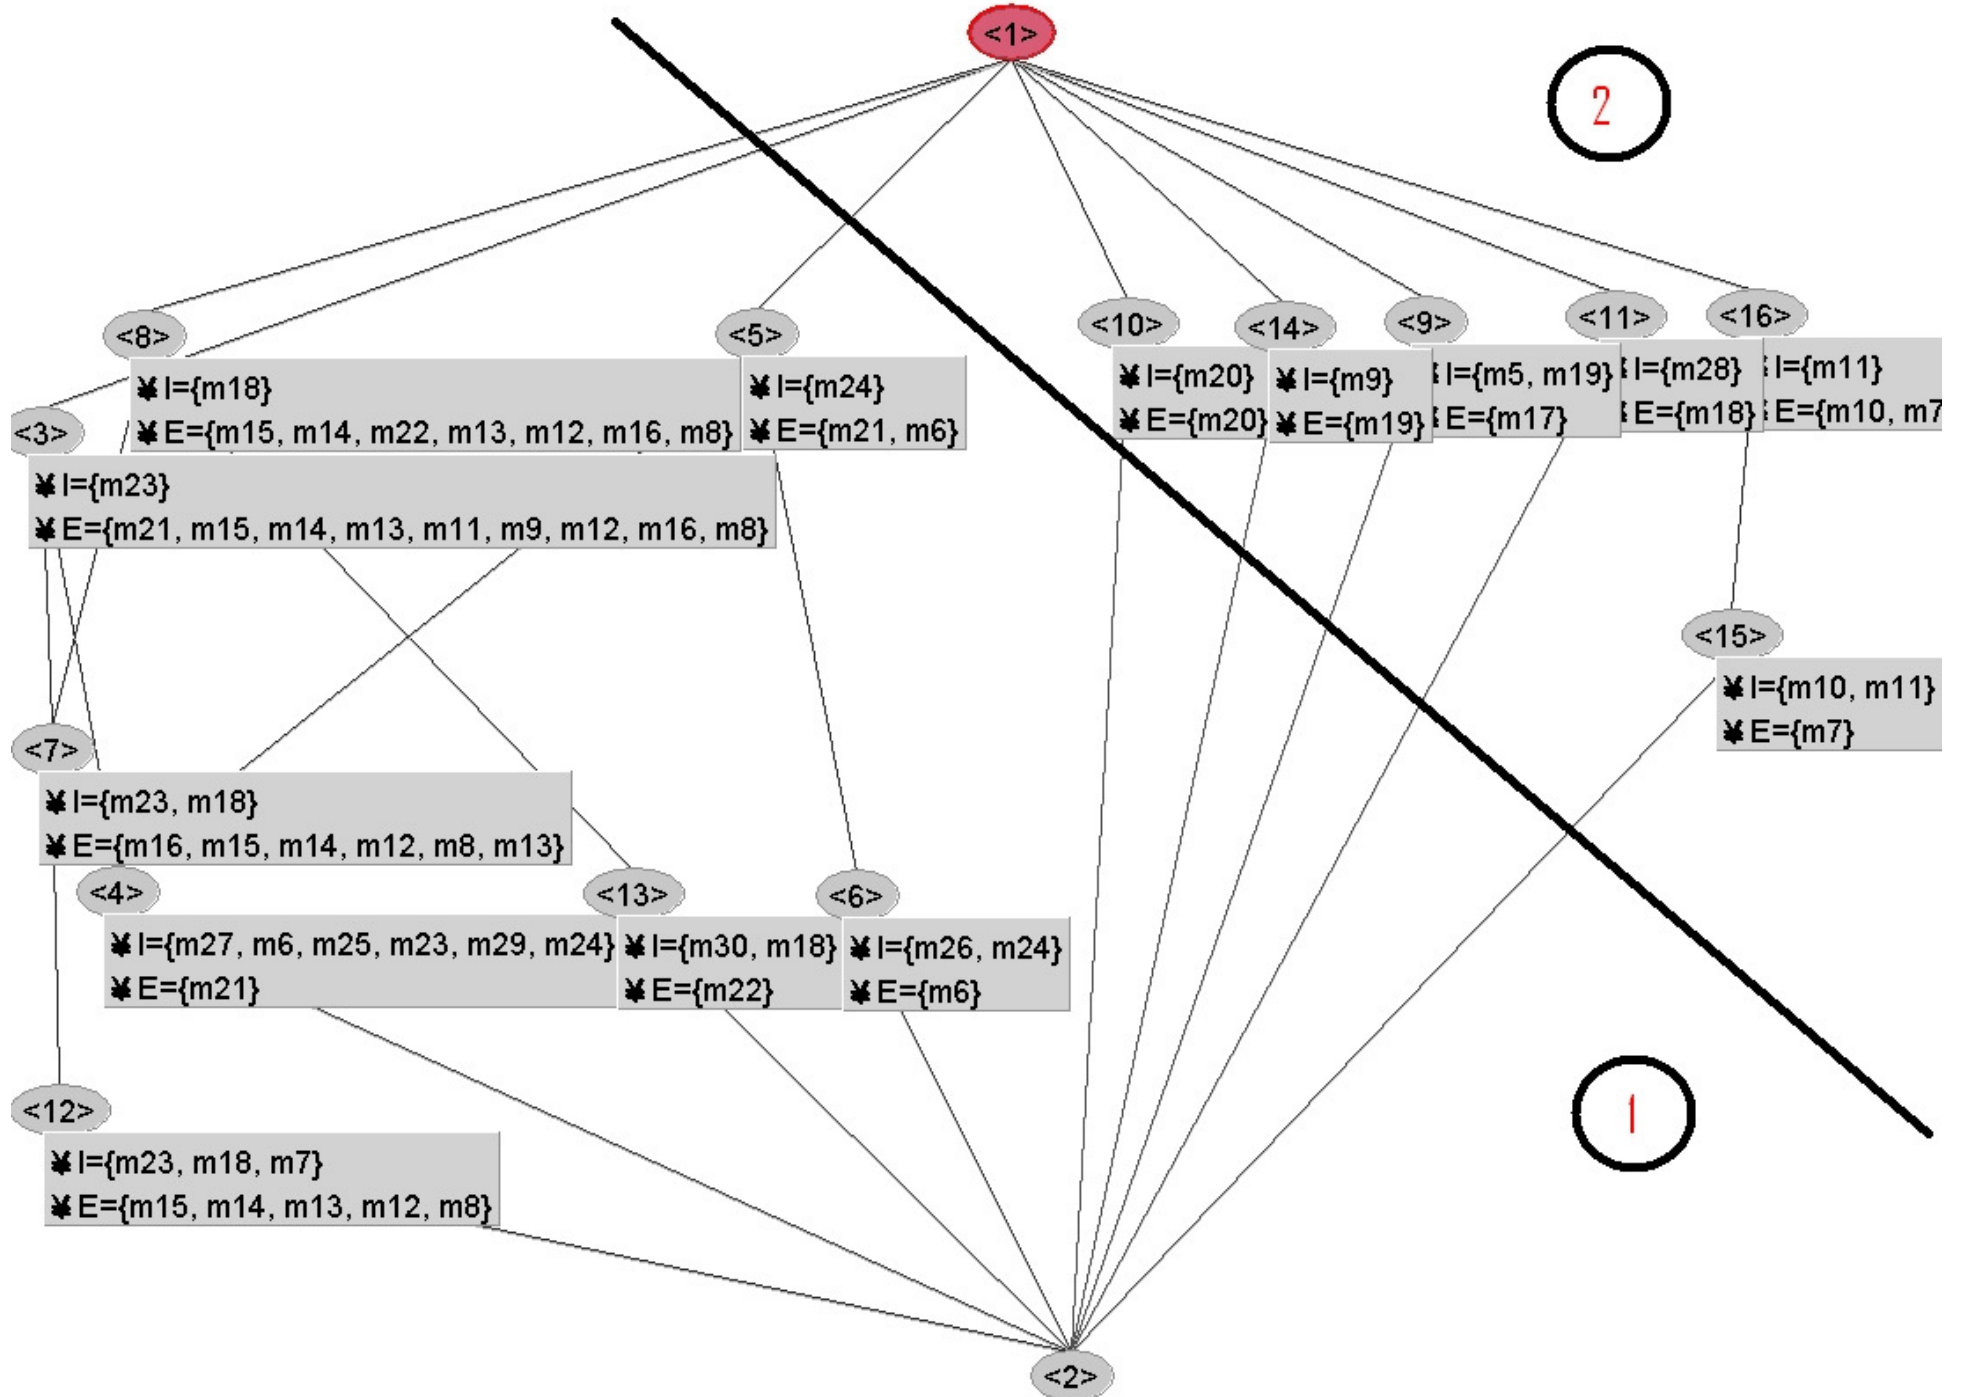 <1>
2
<8>
<5>
<10>
<14>
<9>
<11>
<16>
¥ I={m18}
¥ E={m15, m14, m22, m13, m12, m16, m8}
¥ I={m24}
¥ E={m21, m6}
¥ I={m20}
¥ E={m20}
¥ I={m9}
¥ E={m19}
I={m5, m19}
E={m17}
I={m28}
E={m18}
I={m11}
E={m10, m7
<3>
¥ I={m23}
¥ E={m21, m15, m14, m13, m11, m9, m12, m16, m8}
<15>
¥ I={m10, m11}
¥ E={m7}
<7>
¥ I={m23, m18}
¥ E={m16, m15, m14, m12, m8, m13}
<4>
<13>
<6>
¥ I={m27, m6, m25, m23, m29, m24}
¥ E={m21}
¥ I={m30, m18}
¥ E={m22}
¥ I={m26, m24}
¥ E={m6}
<12>
¥ I={m23, m18, m7}
¥ E={m15, m14, m13, m12, m8}
1
<2>